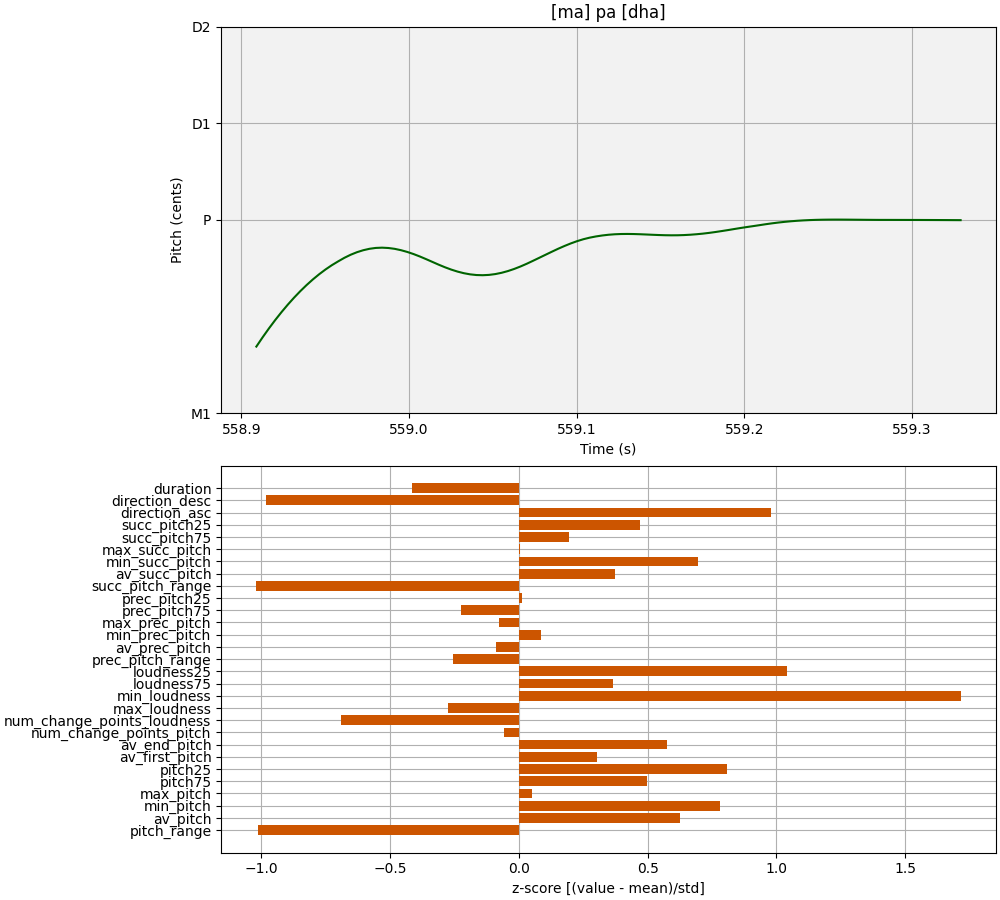 [ma] pa [dha]
D2
D1
P
M1
Pitch (cents)
558.9 559.0 559.1 559.2 559.3
Time (s)
duration
direction_desc
direction_asc
succ_pitch25
succ_pitch75
max_succ_pitch
min_succ_pitch
av_succ_pitch
succ_pitch_range
prec_pitch25
prec_pitch75
max_prec_pitch
min_prec_pitch
av_prec_pitch
prec_pitch_range
loudness25
loudness75
min_loudness
max_loudness
num_change_points_loudness
num_change_points_pitch
av_end_pitch
av_first_pitch
pitch25
pitch75
max_pitch
min_pitch
av_pitch
pitch_range
−1.0 −0.5 0.0 0.5 1.0 1.5
z-score [(value - mean)/std]